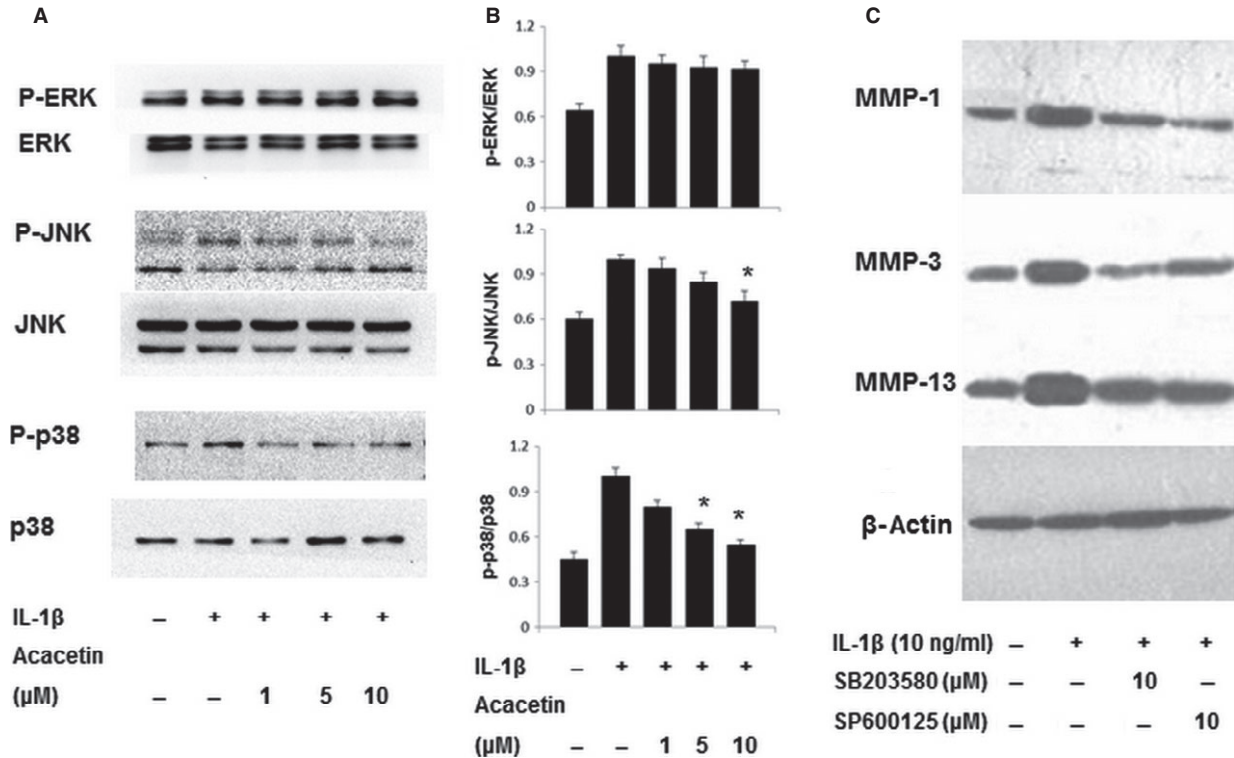 A
P-ERK
ERK
P-JNK
JNK
P-p38
p38
IL-1β – + + + +
Acacetin
(µM) – – 1 5 10
B
1.2
0.9
0.6
0.3
0
p-ERK/ERK
1.2
0.9
0.6
0.3
0
p-JNK/JNK
*
1.2
0.9
0.6
0.3
0
p-p38/p38
* *
IL-1β – + + + +
Acacetin
(µM) – – 1 5 10
C
MMP-1
MMP-3
MMP-13
β-Actin
IL-1β (10 ng/ml) – + + +
SB203580 (µM) – – 10 –
SP600125 (µM) – – – 10